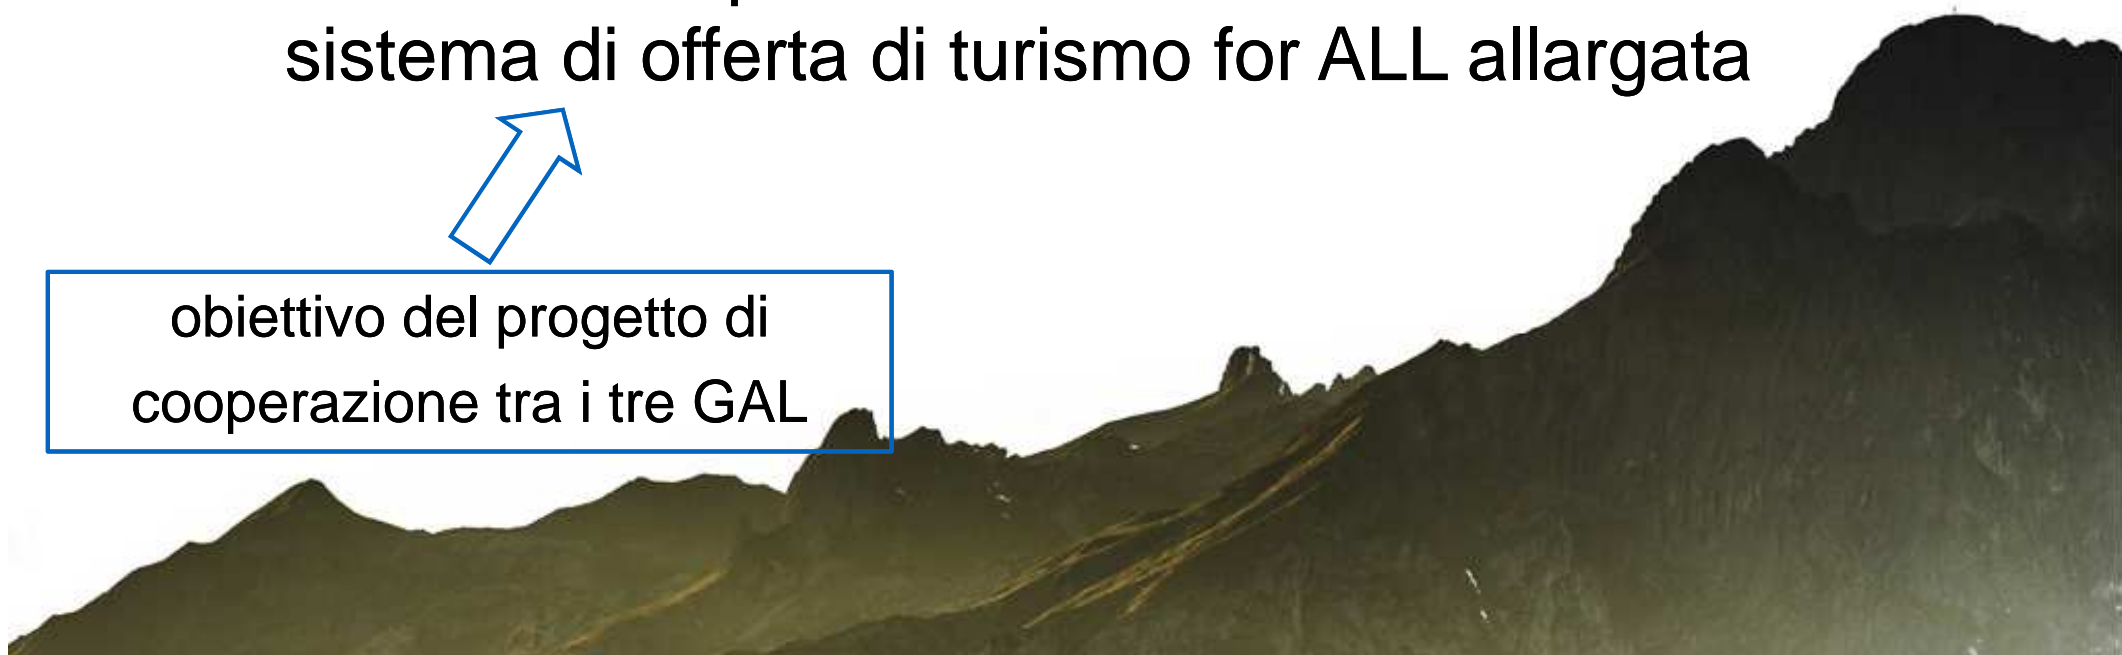 sistema di offerta di turismo for ALL allargata
obiettivo del progetto di
cooperazione tra i tre GAL